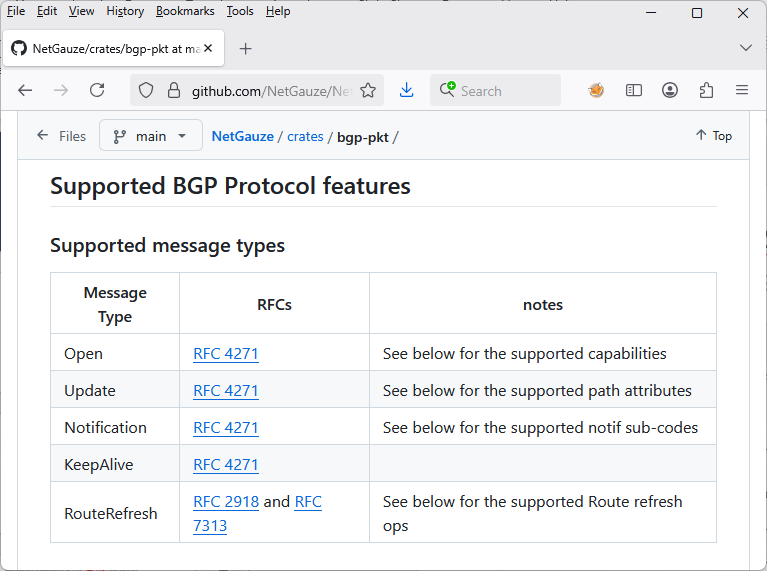 File Edit View History Bookmarks Tools Help
NetGauze/crates/bgp-pkt at ma
github.com/NetGauze/Net
Search
Files
main
NetGauze / crates / bgp-pkt /
Top
Supported BGP Protocol features
Supported message types
Message Type RFCs notes
Open RFC 4271 See below for the supported capabilities
Update RFC 4271 See below for the supported path attributes
Notification RFC 4271 See below for the supported notif sub-codes
KeepAlive RFC 4271
RouteRefresh RFC 2918 and RFC 7313 See below for the supported Route refresh ops